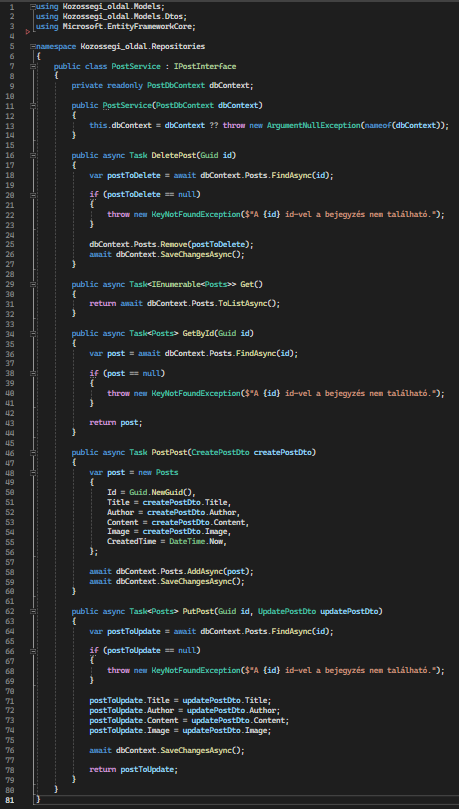 1 using Kozossegi_oldal.Models;
2 using Kozossegi_oldal.Models.Dtos;
3 using Microsoft.EntityFrameworkCore;
4
5 namespace Kozossegi_oldal.Repositories
6 {
7 public class PostService : IPostInterface
8 {
9 private readonly PostDbContext dbContext;
10
11 public PostService(PostDbContext dbContext)
12 {
13 this.dbContext = dbContext ?? throw new ArgumentNullException(nameof(dbContext));
14 }
15
16 public async Task DeletePost(Guid id)
17 {
18 var postToDelete = await dbContext.Posts.FindAsync(id);
19
20 if (postToDelete == null)
21 {
22 throw new KeyNotFoundException($"A {id} id-vel a bejegyzés nem található.");
23 }
24
25 dbContext.Posts.Remove(postToDelete);
26 await dbContext.SaveChangesAsync();
27 }
28
29 public async Task<IEnumerable<Posts>> Get()
30 {
31 return await dbContext.Posts.ToListAsync();
32 }
33
34 public async Task<Posts> GetById(Guid id)
35 {
36 var post = await dbContext.Posts.FindAsync(id);
37
38 if (post == null)
39 {
40 throw new KeyNotFoundException($"A {id} id-vel a bejegyzés nem található.");
41 }
42
43 return post;
44 }
45
46 public async Task PostPost(CreatePostDto createPostDto)
47 {
48 var post = new Posts
49 {
50 Id = Guid.NewGuid(),
51 Title = createPostDto.Title,
52 Author = createPostDto.Author,
53 Content = createPostDto.Content,
54 Image = createPostDto.Image,
55 CreatedTime = DateTime.Now,
56 };
57
58 await dbContext.Posts.AddAsync(post);
59 await dbContext.SaveChangesAsync();
60 }
61
62 public async Task<Posts> PutPost(Guid id, UpdatePostDto updatePostDto)
63 {
64 var postToUpdate = await dbContext.Posts.FindAsync(id);
65
66 if (postToUpdate == null)
67 {
68 throw new KeyNotFoundException($"A {id} id-vel a bejegyzés nem található.");
69 }
70
71 postToUpdate.Title = updatePostDto.Title;
72 postToUpdate.Author = updatePostDto.Author;
73 postToUpdate.Content = updatePostDto.Content;
74 postToUpdate.Image = updatePostDto.Image;
75
76 await dbContext.SaveChangesAsync();
77
78 return postToUpdate;
79 }
80 }
81 }